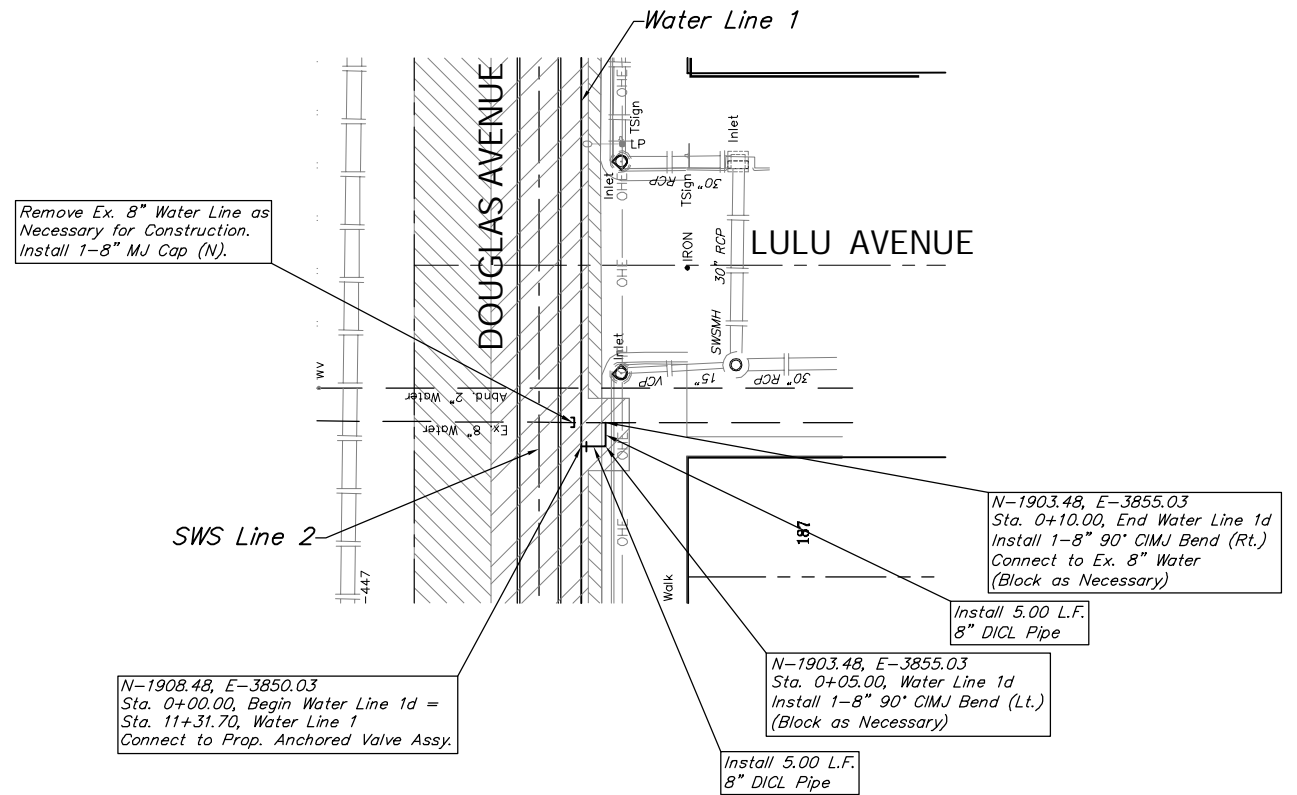 Water Line 1
DOUGLAS AVENUE
OHE
TSign
LP
Inlet
Inlet
RCP
30"
TSign
IRON
30" RCP
LULU AVENUE
Remove Ex. 8" Water Line as
Necessary for Construction.
Install 1-8" MJ Cap (N).
OHE
OHE
SWSMH
Inlet
VCP
15"
30" RCP
WV
Abnd. 2" Water
Ex. 8" Water
OHE
SWS Line 2
OHE
187
447
Walk
N-1903.48, E-3855.03
Sta. 0+10.00, End Water Line 1d
Install 1-8" 90° CIMJ Bend (Rt.)
Connect to Ex. 8" Water
(Block as Necessary)
Install 5.00 L.F.
8" DICL Pipe
N-1903.48, E-3855.03
Sta. 0+05.00, Water Line 1d
Install 1-8" 90° CIMJ Bend (Lt.)
(Block as Necessary)
N-1908.48, E-3850.03
Sta. 0+00.00, Begin Water Line 1d =
Sta. 11+31.70, Water Line 1
Connect to Prop. Anchored Valve Assy.
Install 5.00 L.F.
8" DICL Pipe